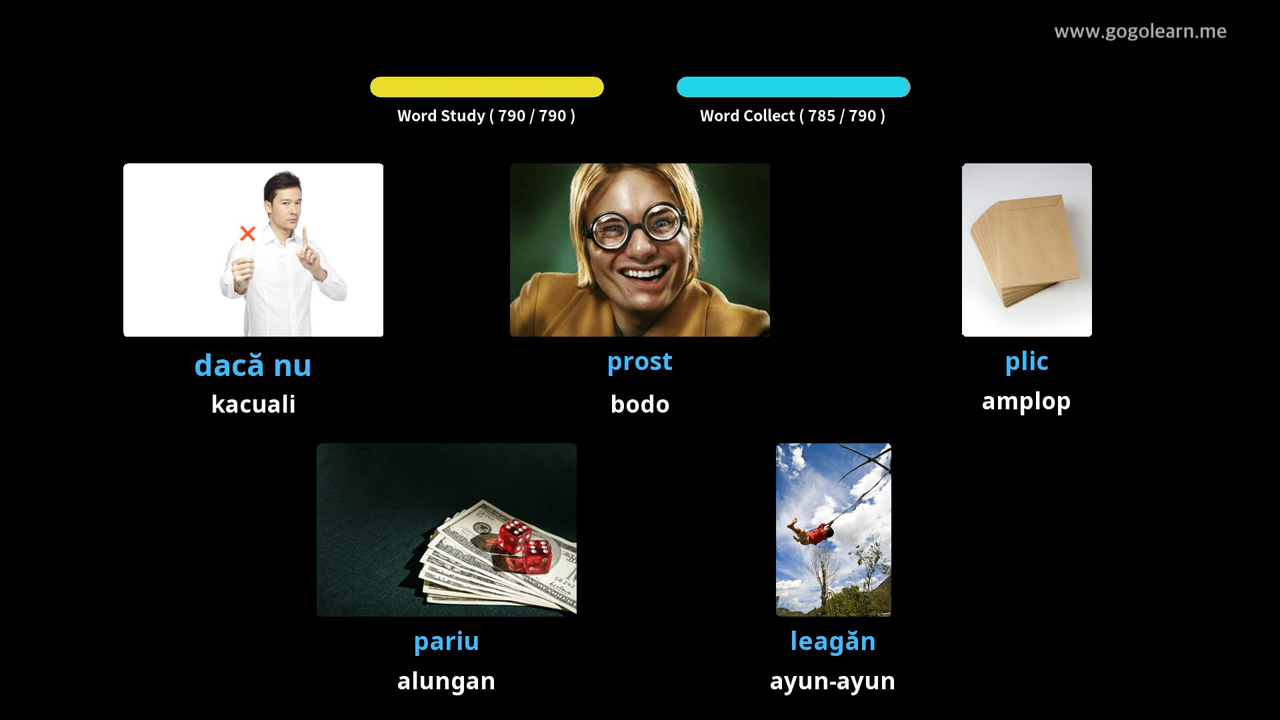 www.gogolearn.me
Word Study ( 790 / 790 )
Word Collect ( 785 / 790 )
dacă nu
kacuali
prost
bodo
plic
amplop
pariu
alungan
leagăn
ayun-ayun